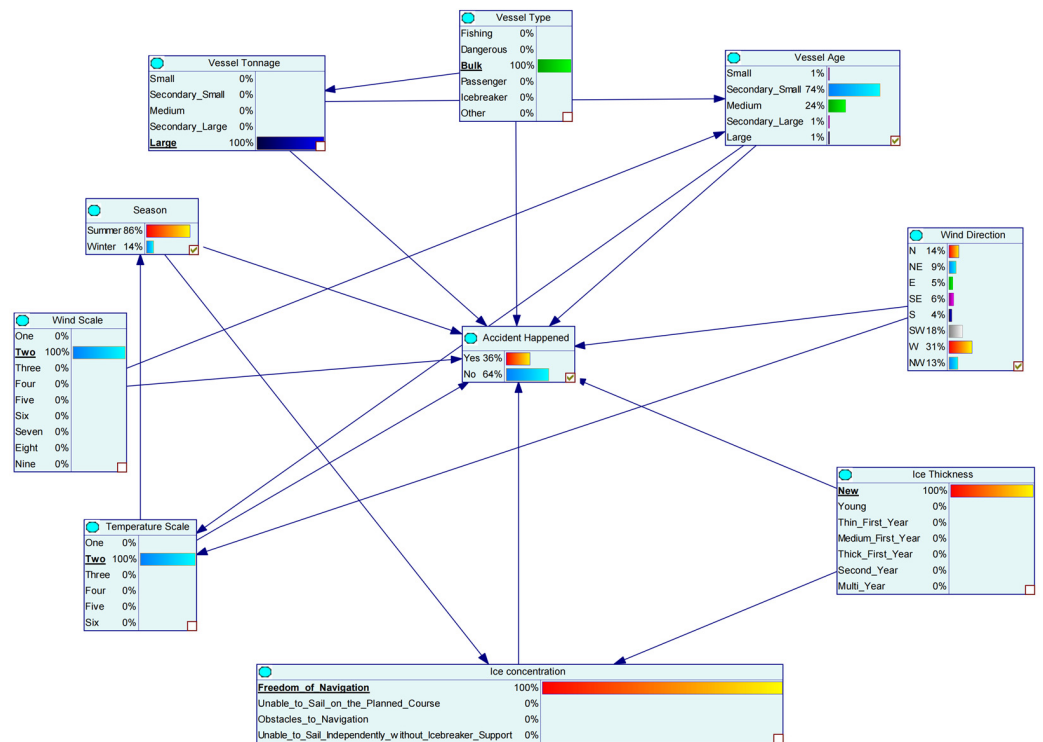 Vessel Type
Fishing 0%
Dangerous 0%
Bulk 100%
Passenger 0%
Icebreaker 0%
Other 0%
Vessel Tonnage
Small 0%
Secondary_Small 0%
Medium 0%
Secondary_Large 0%
Large 100%
Vessel Age
Small 1%
Secondary_Small 74%
Medium 24%
Secondary_Large 1%
Large 1%
Season
Summer 86%
Winter 14%
Wind Direction
N 14%
NE 9%
E 5%
SE 6%
S 4%
SW 18%
W 31%
NW 13%
Wind Scale
One 0%
Two 100%
Three 0%
Four 0%
Five 0%
Six 0%
Seven 0%
Eight 0%
Nine 0%
Accident Happened
Yes 36%
No 64%
Ice Thickness
New 100%
Young 0%
Thin_First_Year 0%
Medium_First_Year 0%
Thick_First_Year 0%
Second_Year 0%
Multi_Year 0%
Temperature Scale
One 0%
Two 100%
Three 0%
Four 0%
Five 0%
Six 0%
Ice concentration
Freedom_of_Navigation 100%
Unable_to_Sail_on_the_Planned_Course 0%
Obstacles_to_Navigation 0%
Unable_to_Sail_Independently_without_Icebreaker_Support 0%